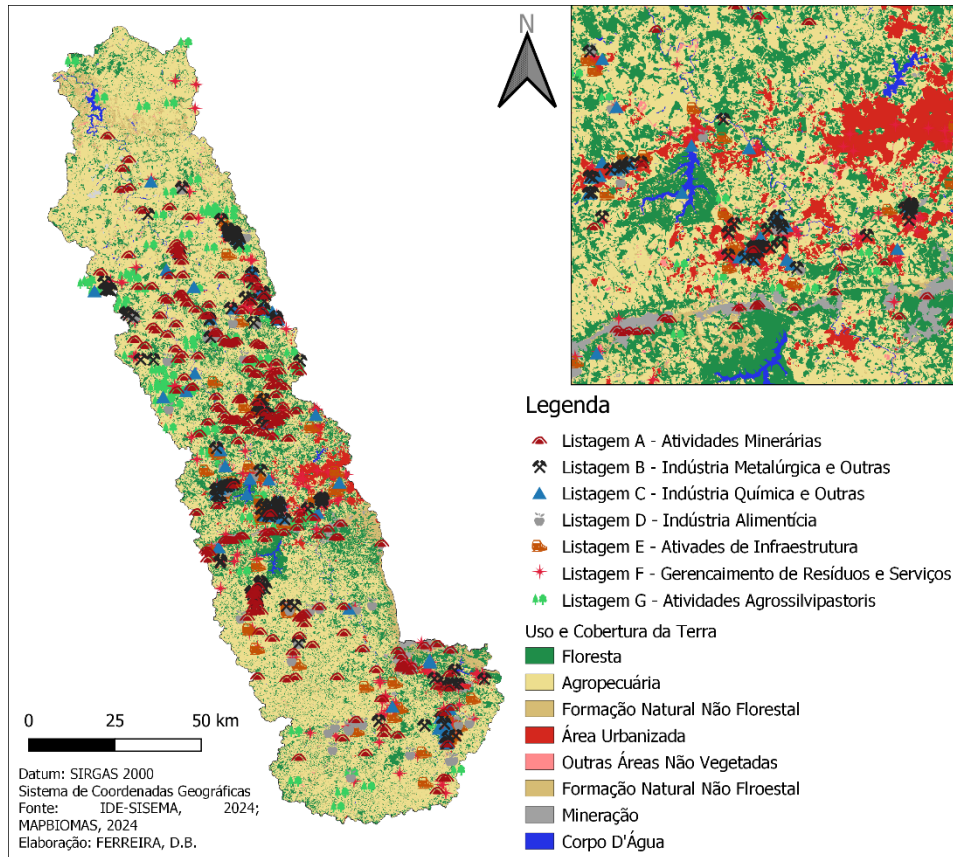 N
Legenda
Listagem A - Atividades Minerárias
Listagem B - Indústria Metalúrgica e Outras
Listagem C - Indústria Química e Outras
Listagem D - Indústria Alimentícia
Listagem E - Ativades de Infraestrutura
Listagem F - Gerencaimento de Resíduos e Serviços
Listagem G - Atividades Agrossilvipastoris
Uso e Cobertura da Terra
Floresta
Agropecuária
Formação Natural Não Florestal
Área Urbanizada
Outras Áreas Não Vegetadas
Formação Natural Não Flroestal
Mineração
Corpo D'Água
0 25 50 km
Datum: SIRGAS 2000
Sistema de Coordenadas Geográficas
Fonte: IDE-SISEMA, 2024;
MAPBIOMAS, 2024
Elaboração: FERREIRA, D.B.